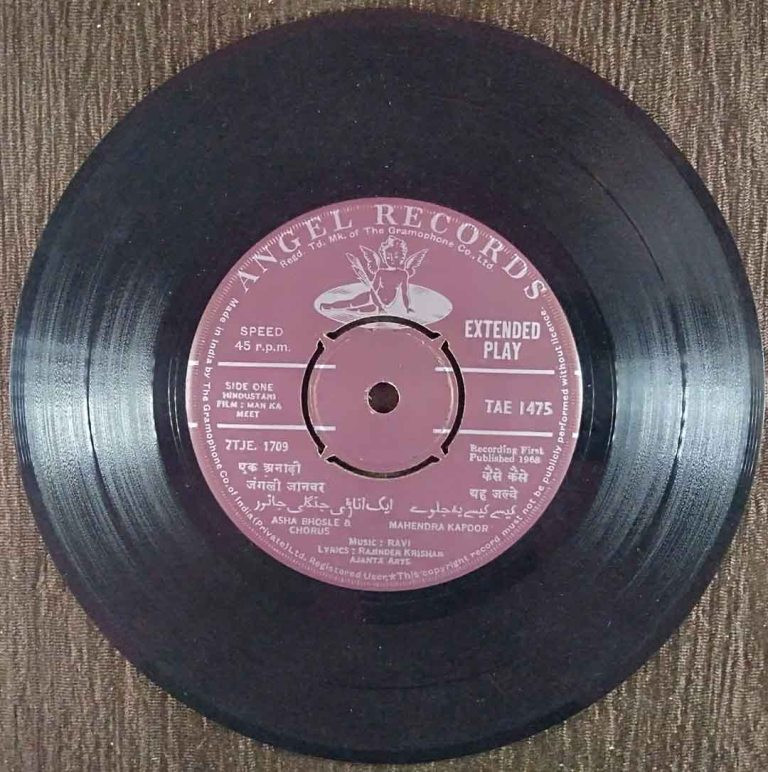 ANGEL RECORDS
Regd. Td. Mk. of The Gramophone Co., Ltd.
SPEED
45 r.p.m.
EXTENDED
PLAY
SIDE ONE
HINDUSTANI
FILM : MAN KA
MEET
TAE 1475
7TJE. 1709
Recording First
Published 1968
एक अनाड़ी
जंगली जानवर
कैसे कैसे
यह जल्वे
ایک اناڑی جنگلی جانور
کیسے کیسے یہ جلوے
ASHA BHOSLE &
CHORUS
MAHENDRA KAPOOR
MUSIC : RAVI
LYRICS : RAJINDER KRISHAN
AJANTA ARTS
Made in India by The Gramophone Co. of India (Private) Ltd. Registered User ★ This copyright record must not be publicly performed without licence.